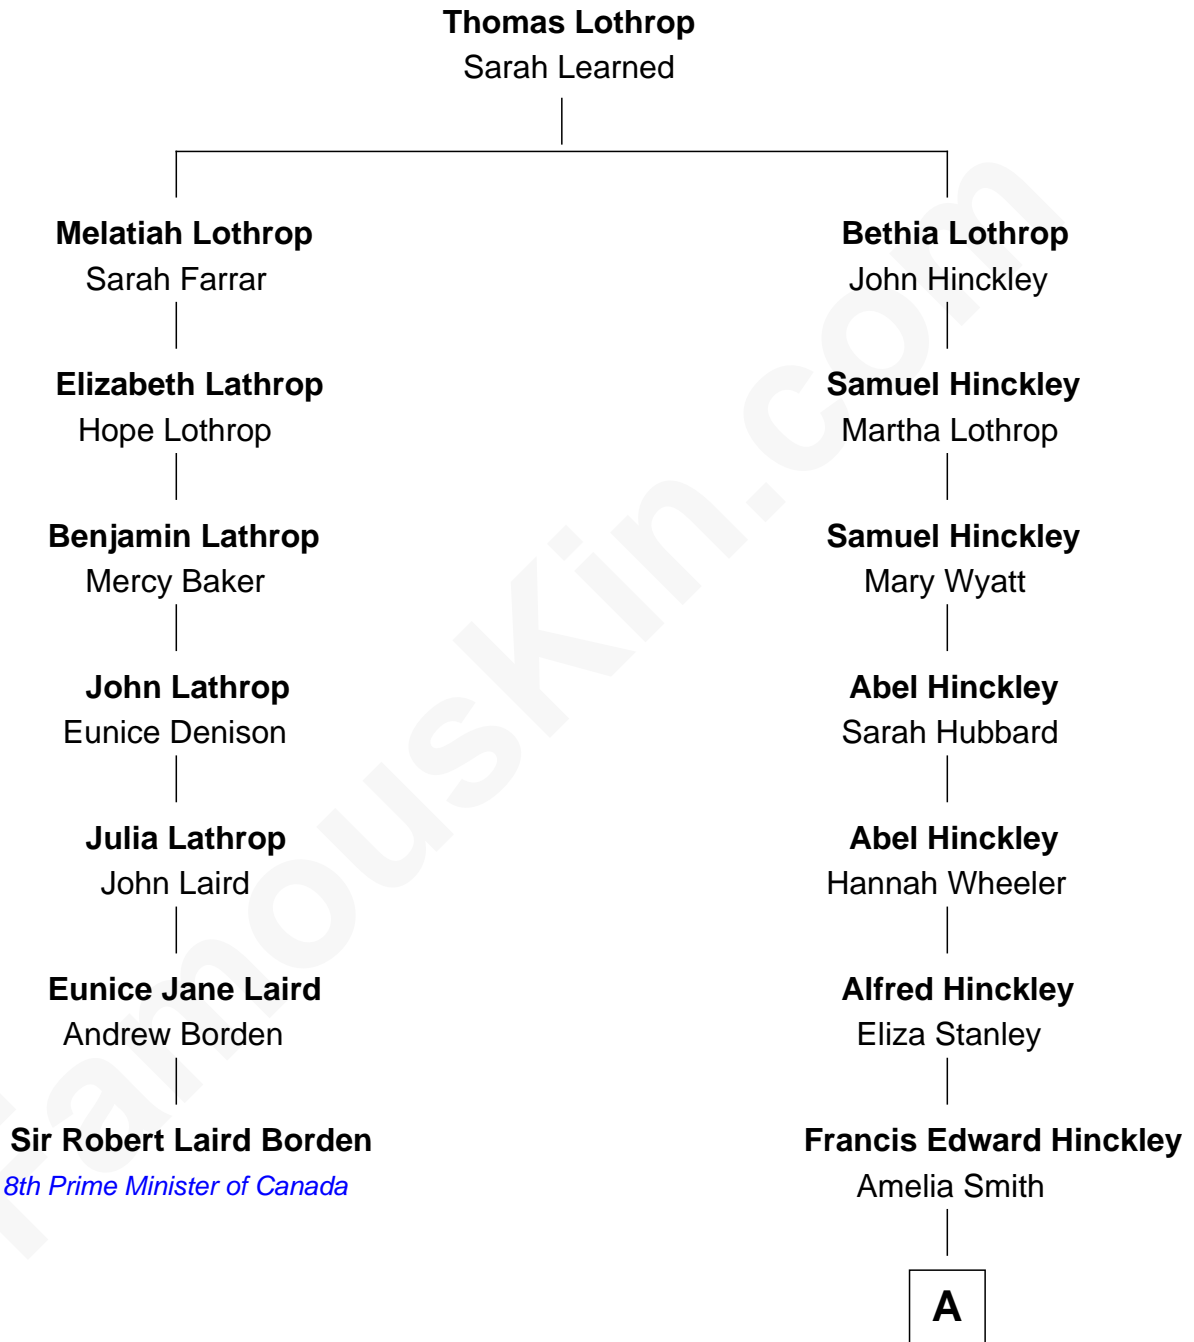 Thomas Lothrop
Sarah Learned
Melatiah Lothrop
Sarah Farrar
Elizabeth Lathrop
Hope Lothrop
Benjamin Lathrop
Mercy Baker
John Lathrop
Eunice Denison
Julia Lathrop
John Laird
Eunice Jane Laird
Andrew Borden
Sir Robert Laird Borden
8th Prime Minister of Canada
Bethia Lothrop
John Hinckley
Samuel Hinckley
Martha Lothrop
Samuel Hinckley
Mary Wyatt
Abel Hinckley
Sarah Hubbard
Abel Hinckley
Hannah Wheeler
Alfred Hinckley
Eliza Stanley
Francis Edward Hinckley
Amelia Smith
A
FamousKin.com